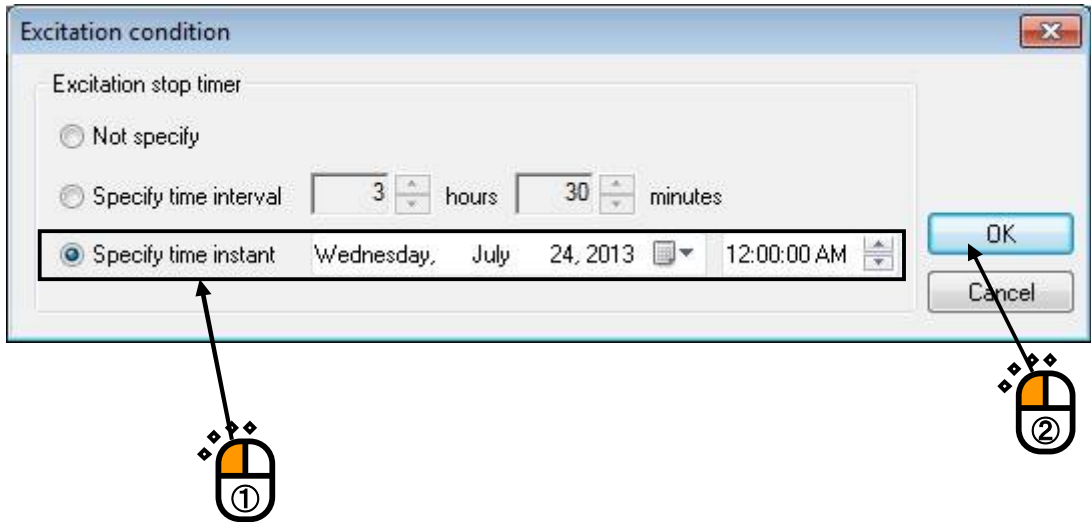 Excitation condition
Excitation stop timer
Not specify
Specify time interval 3 hours 30 minutes
Specify time instant Wednesday, July 24, 2013 12:00:00 AM
OK
Cancel
①
②